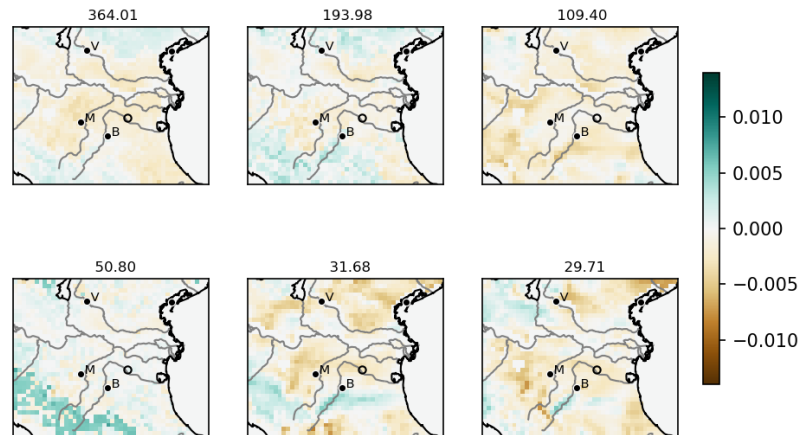 364.01 193.98 109.40
V V V
M M M
B B B
50.80 31.68 29.71
V V V
M M M
B B B
0.010
0.005
0.000
−0.005
−0.010